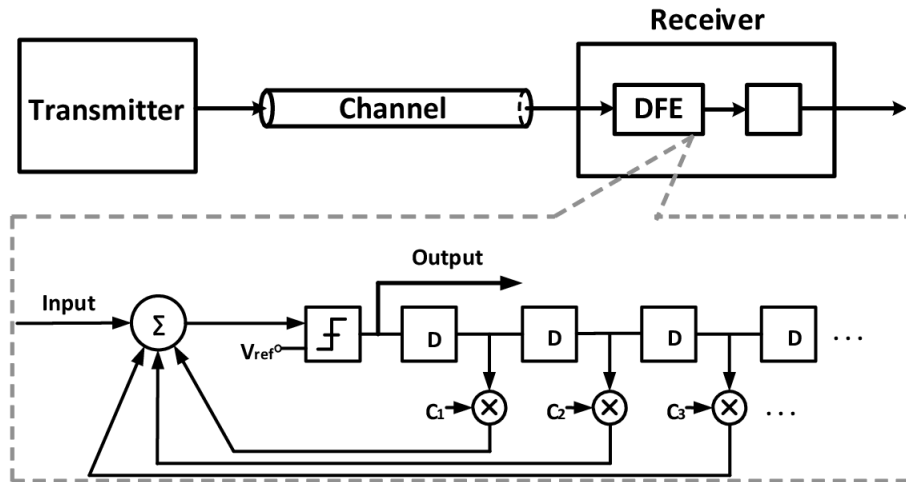 Receiver
Transmitter
Channel
DFE
Output
Input
Σ
D
D
D
D
...
Vref
C1
C2
C3
...